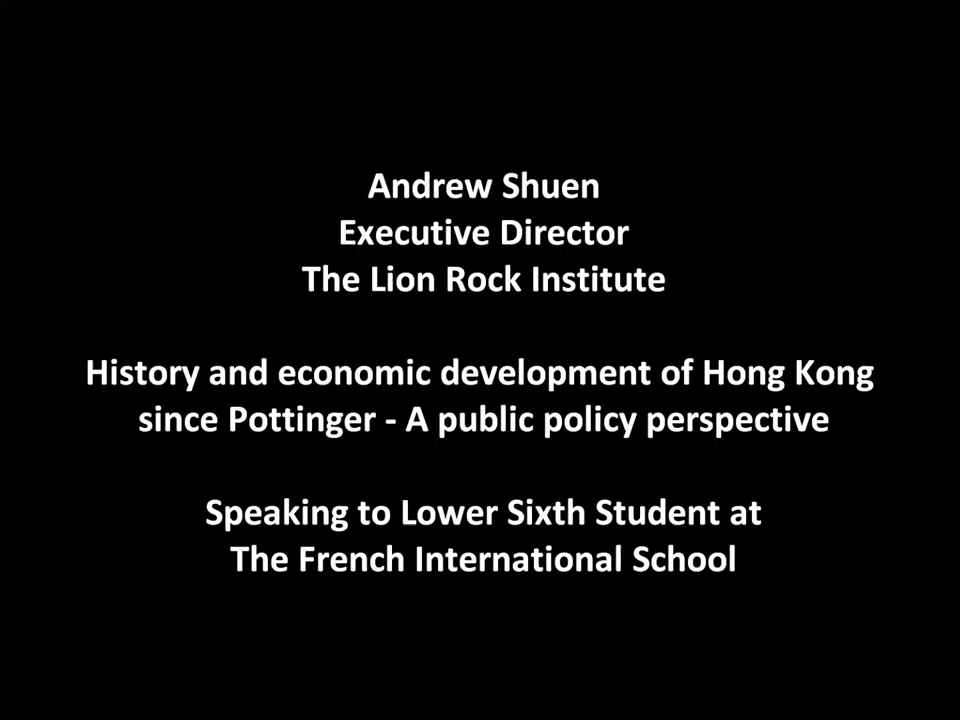 Andrew Shuen
Executive Director
The Lion Rock Institute
History and economic development of Hong Kong
since Pottinger - A public policy perspective
Speaking to Lower Sixth Student at
The French International School